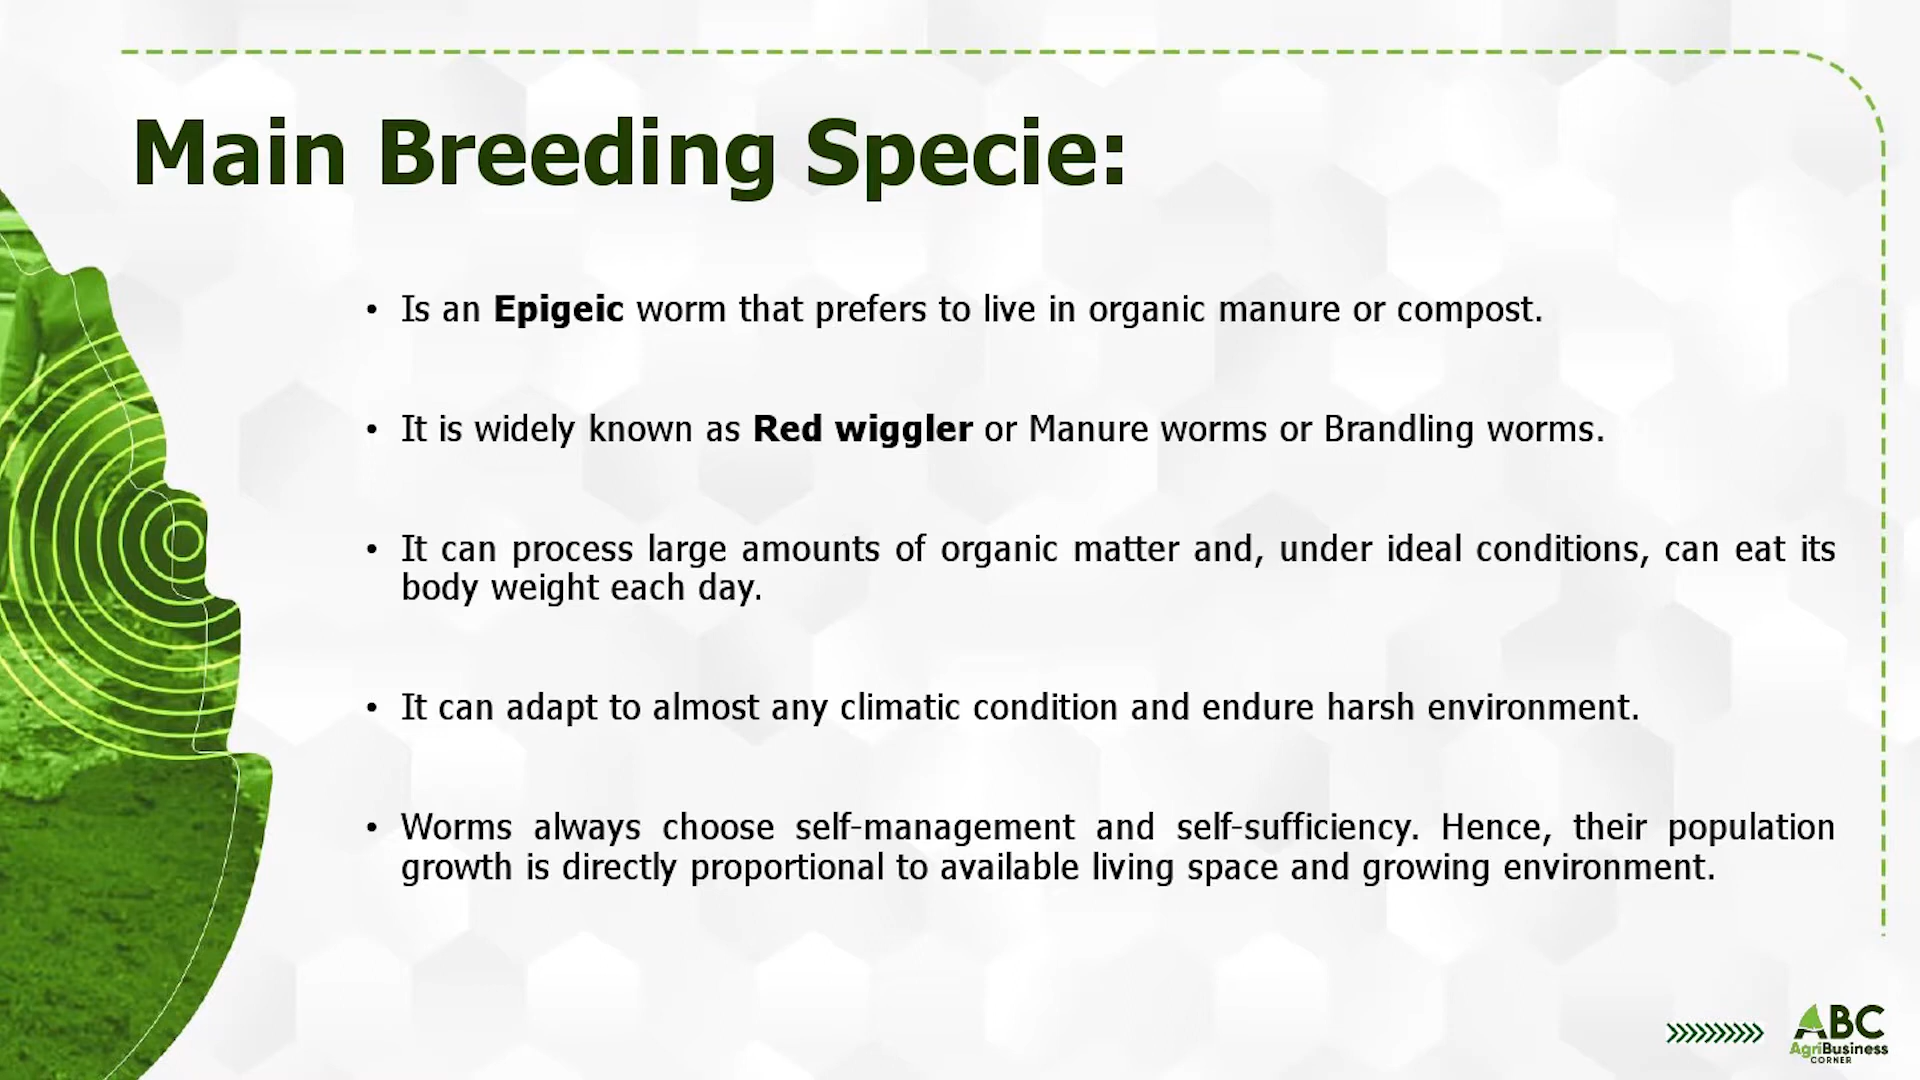 Main Breeding Specie:
• Is an Epigeic worm that prefers to live in organic manure or compost.
• It is widely known as Red wiggler or Manure worms or Brandling worms.
• It can process large amounts of organic matter and, under ideal conditions, can eat its
body weight each day.
• It can adapt to almost any climatic condition and endure harsh environment.
• Worms always choose self-management and self-sufficiency. Hence, their population
growth is directly proportional to available living space and growing environment.
ABC
AgriBusiness
CORNER